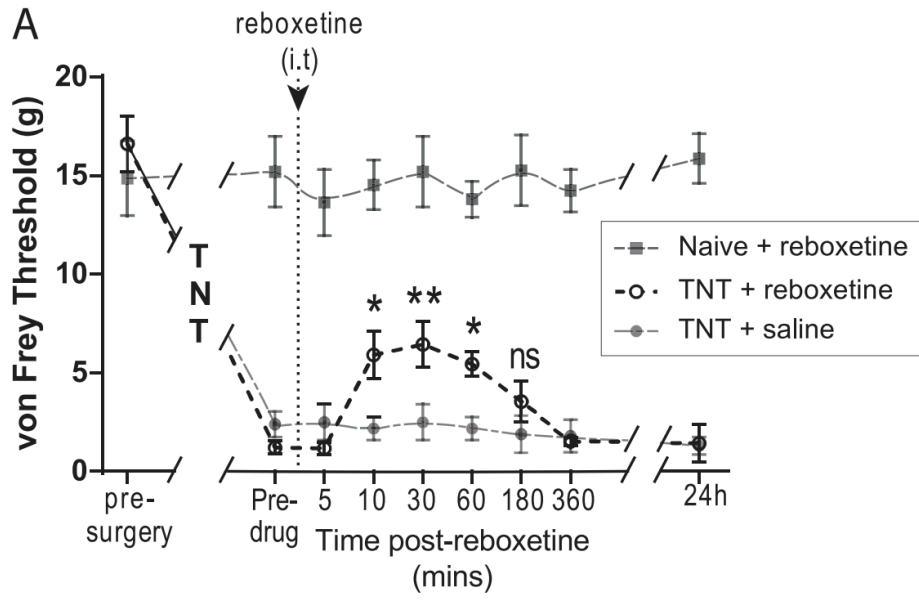 A
reboxetine
(i.t)
von Frey Threshold (g)
20
15
10
5
0
T
N
T
*
**
*
ns
Naive + reboxetine
TNT + reboxetine
TNT + saline
pre-
surgery
Pre-
drug
5
10
30
60
180
360
24h
Time post-reboxetine
(mins)